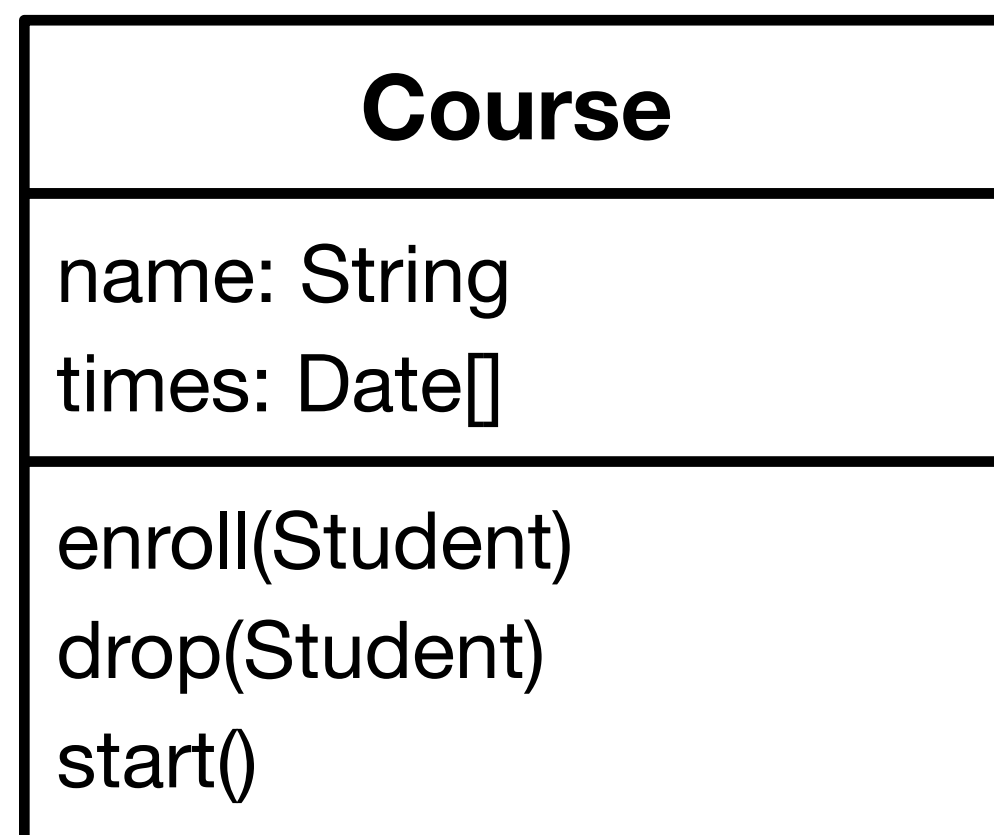 Course
name: String
times: Date[]
enroll(Student)
drop(Student)
start()